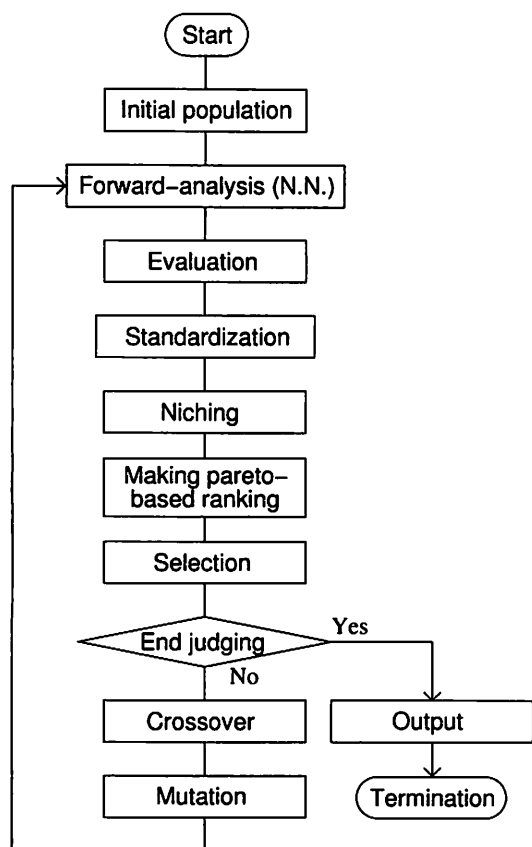 Start
Initial population
Forward−analysis (N.N.)
Evaluation
Standardization
Niching
Making pareto−
based ranking
Selection
End judging
Yes
No
Crossover
Output
Mutation
Termination